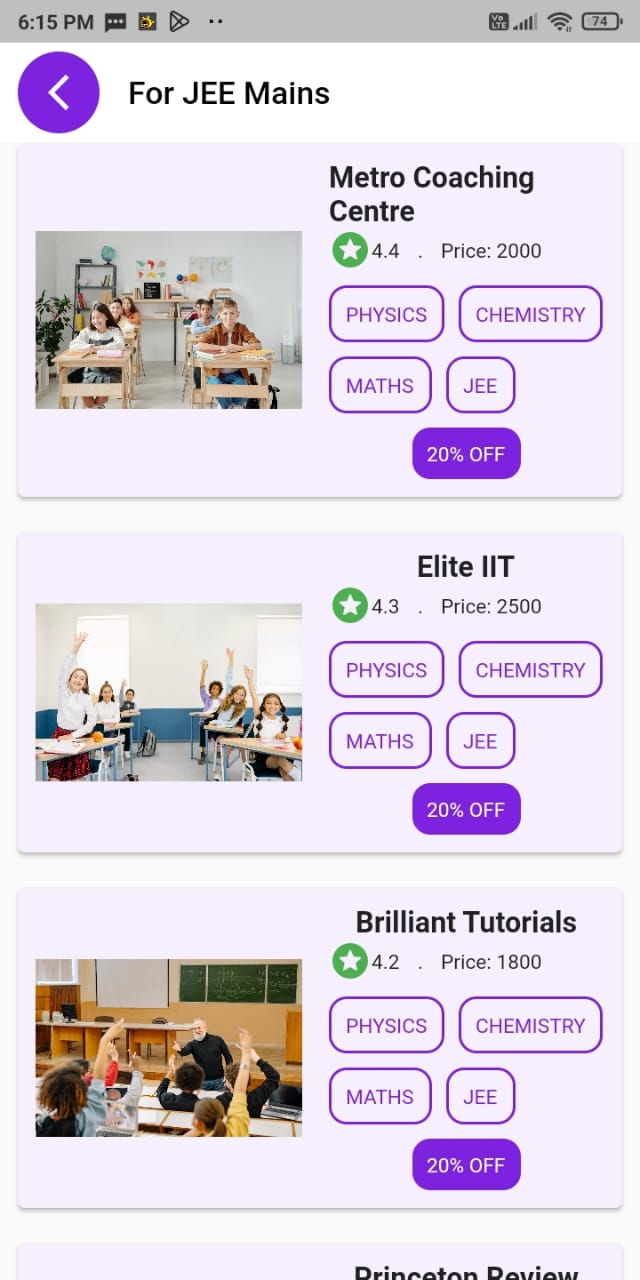 6:15 PM
Vo LTE
74
For JEE Mains
Metro Coaching
Centre
4.4 . Price: 2000
PHYSICS CHEMISTRY
MATHS JEE
20% OFF
Elite IIT
4.3 . Price: 2500
PHYSICS CHEMISTRY
MATHS JEE
20% OFF
Brilliant Tutorials
4.2 . Price: 1800
PHYSICS CHEMISTRY
MATHS JEE
20% OFF
Princeton Review